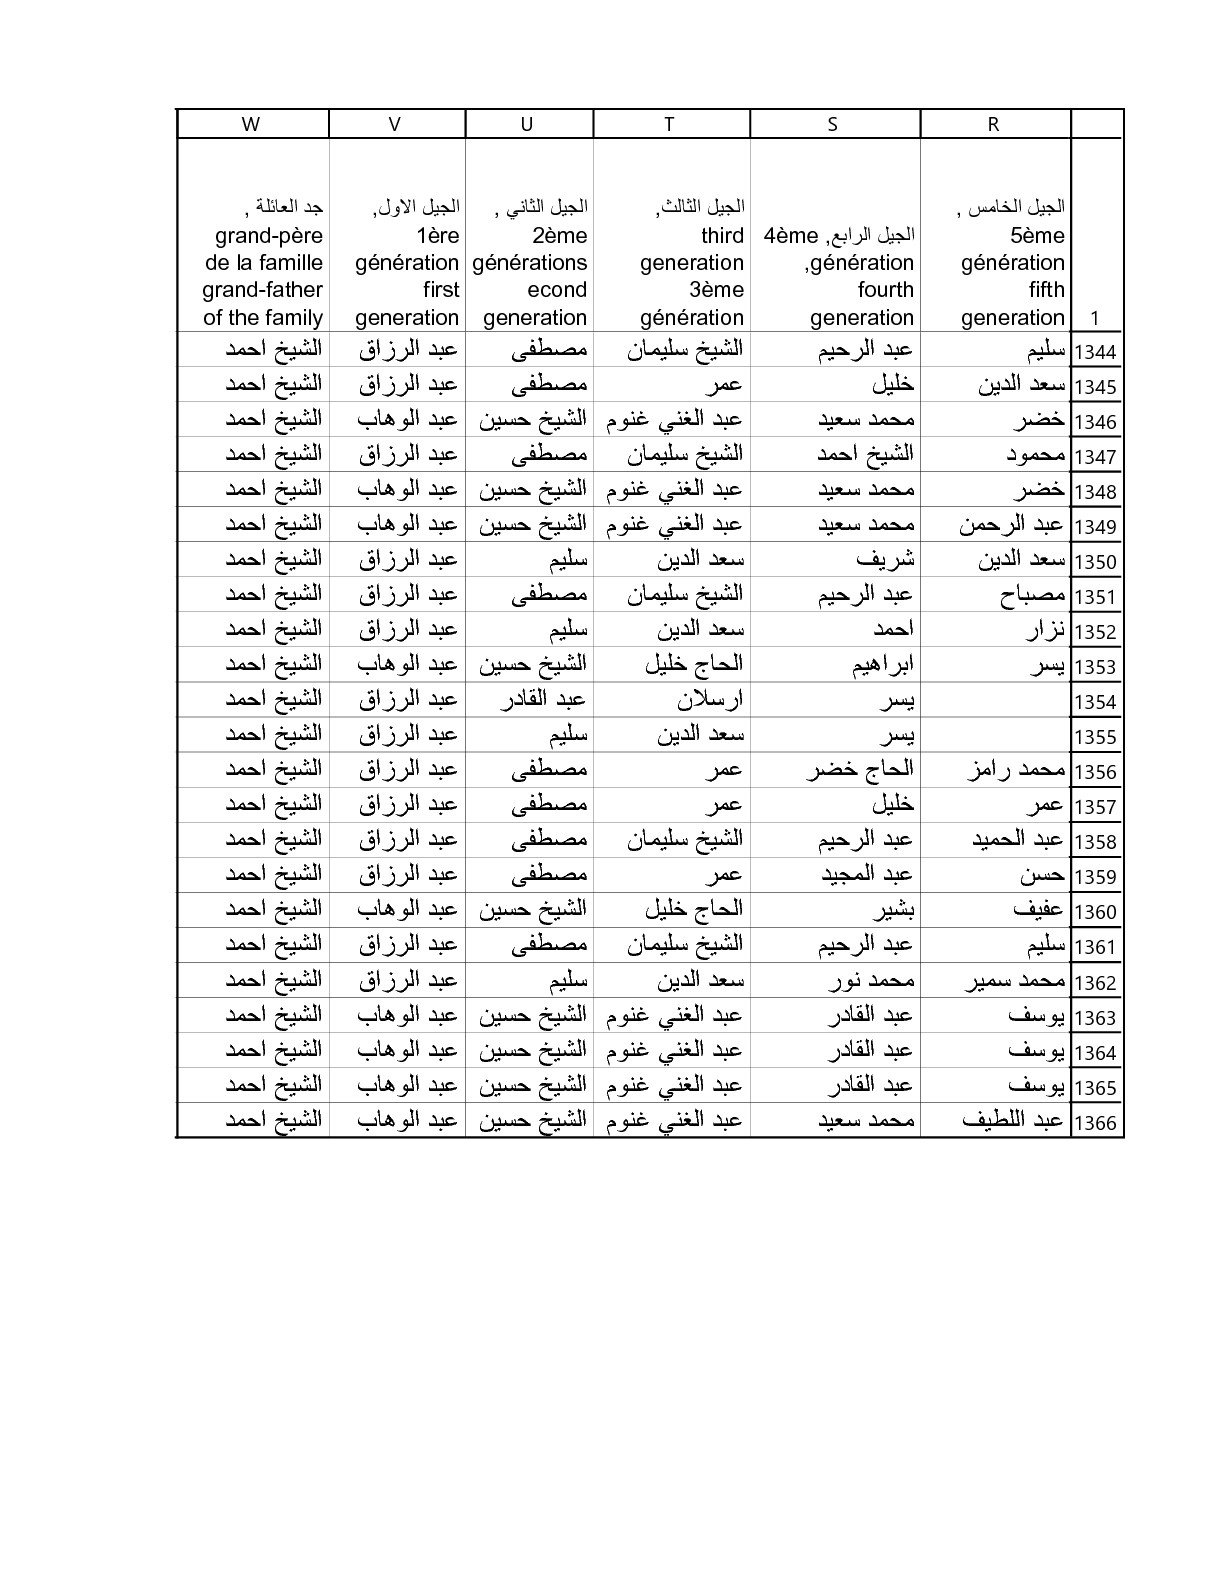 R S T U V W
الجيل الخامس , 5ème génération fifth generation
الجيل الرابع, 4ème génération, fourth generation
الجيل الثالث, third generation 3ème génération
الجيل الثاني , 2ème générations econd generation
الجيل الاول, 1ère génération first generation
جد العائلة , grand-père de la famille grand-father of the family
1
1344 سليم عبد الرحيم الشيخ سليمان مصطفى عبد الرزاق الشيخ احمد
1345 سعد الدين خليل عمر مصطفى عبد الرزاق الشيخ احمد
1346 خضر محمد سعيد عبد الغني غنوم الشيخ حسين عبد الوهاب الشيخ احمد
1347 محمود الشيخ احمد الشيخ سليمان مصطفى عبد الرزاق الشيخ احمد
1348 خضر محمد سعيد عبد الغني غنوم الشيخ حسين عبد الوهاب الشيخ احمد
1349 عبد الرحمن محمد سعيد عبد الغني غنوم الشيخ حسين عبد الوهاب الشيخ احمد
1350 سعد الدين شريف سعد الدين سليم عبد الرزاق الشيخ احمد
1351 مصباح عبد الرحيم الشيخ سليمان مصطفى عبد الرزاق الشيخ احمد
1352 نزار احمد سعد الدين سليم عبد الرزاق الشيخ احمد
1353 يسر ابراهيم الحاج خليل الشيخ حسين عبد الوهاب الشيخ احمد
1354 يسر ارسلان عبد القادر عبد الرزاق الشيخ احمد
1355 يسر سعد الدين سليم عبد الرزاق الشيخ احمد
1356 محمد رامز الحاج خضر عمر مصطفى عبد الرزاق الشيخ احمد
1357 عمر خليل عمر مصطفى عبد الرزاق الشيخ احمد
1358 عبد الحميد عبد الرحيم الشيخ سليمان مصطفى عبد الرزاق الشيخ احمد
1359 حسن عبد المجيد عمر مصطفى عبد الرزاق الشيخ احمد
1360 عفيف بشير الحاج خليل الشيخ حسين عبد الوهاب الشيخ احمد
1361 سليم عبد الرحيم الشيخ سليمان مصطفى عبد الرزاق الشيخ احمد
1362 محمد سمير محمد نور سعد الدين سليم عبد الرزاق الشيخ احمد
1363 يوسف عبد القادر عبد الغني غنوم الشيخ حسين عبد الوهاب الشيخ احمد
1364 يوسف عبد القادر عبد الغني غنوم الشيخ حسين عبد الوهاب الشيخ احمد
1365 يوسف عبد القادر عبد الغني غنوم الشيخ حسين عبد الوهاب الشيخ احمد
1366 عبد اللطيف محمد سعيد عبد الغني غنوم الشيخ حسين عبد الوهاب الشيخ احمد